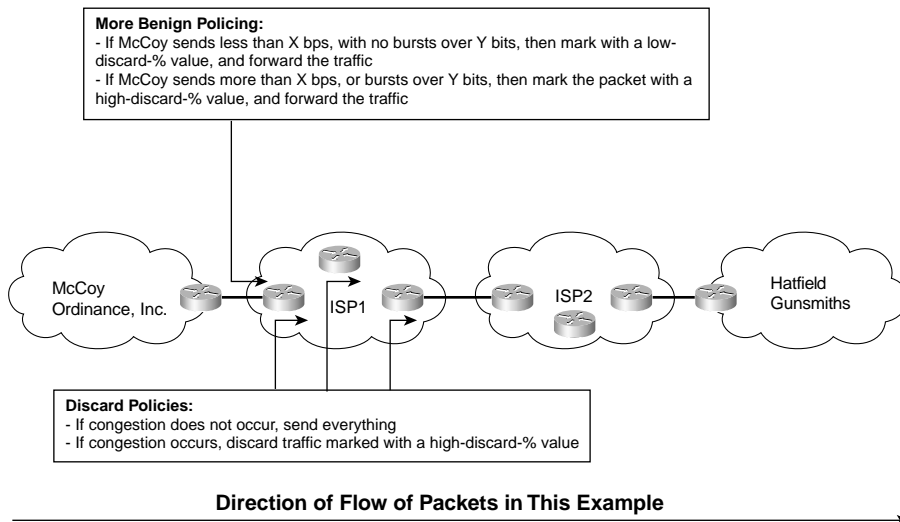 More Benign Policing:
- If McCoy sends less than X bps, with no bursts over Y bits, then mark with a low-
discard-% value, and forward the traffic
- If McCoy sends more than X bps, or bursts over Y bits, then mark the packet with a
high-discard-% value, and forward the traffic
McCoy
Ordinance, Inc.
ISP1
ISP2
Hatfield
Gunsmiths
Discard Policies:
- If congestion does not occur, send everything
- If congestion occurs, discard traffic marked with a high-discard-% value
Direction of Flow of Packets in This Example